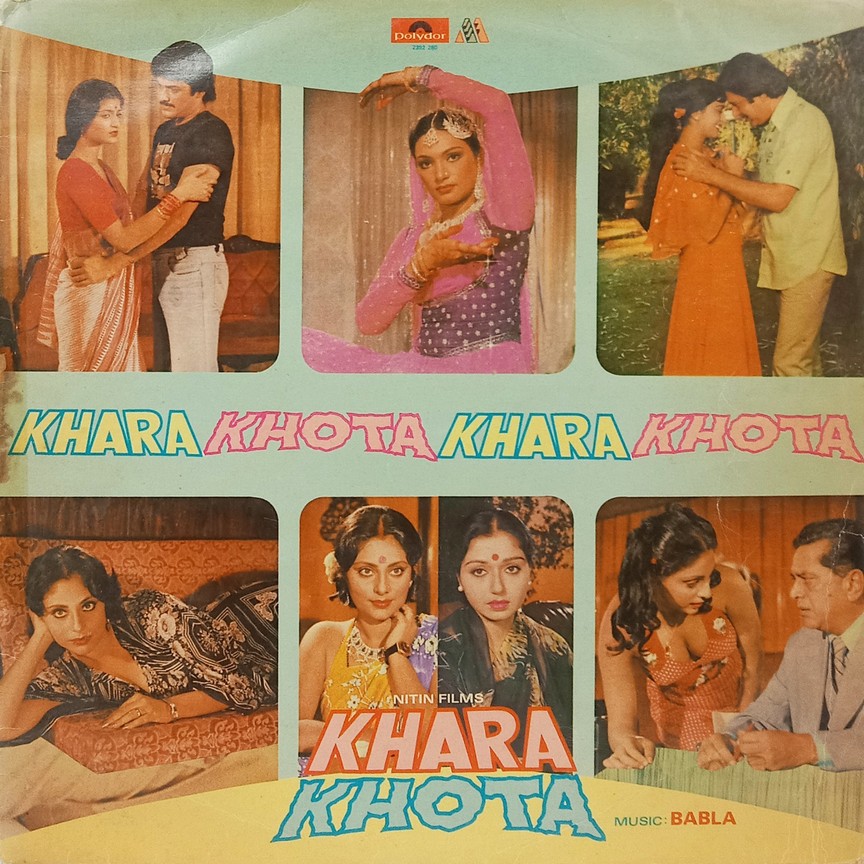 polydor
2392 280
KHARA KHOTA KHARA KHOTA
NITIN FILMS
KHARA
KHOTA
MUSIC: BABLA